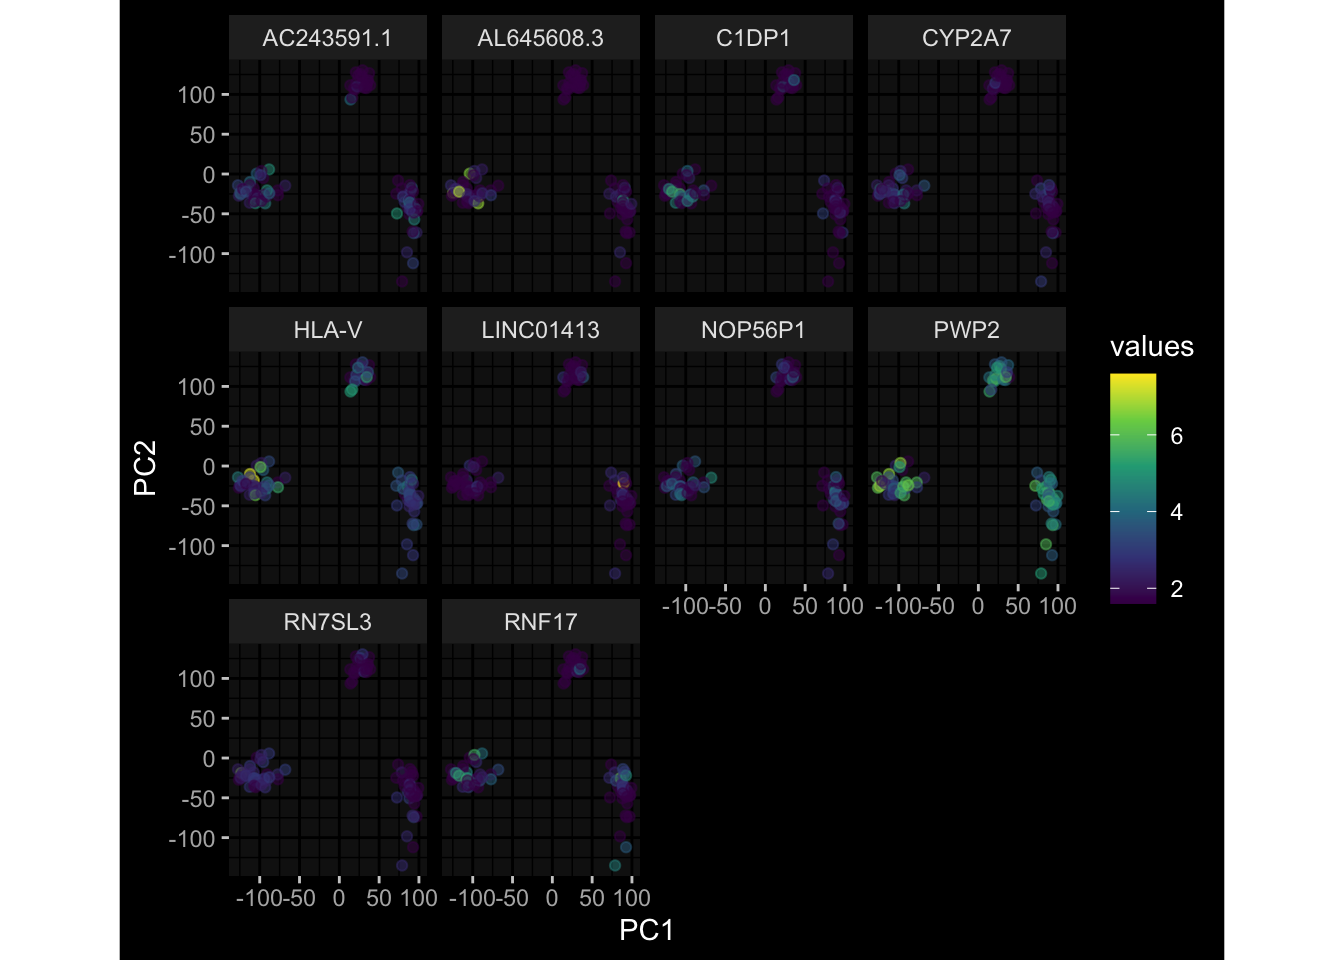 AC243591.1 AL645608.3 C1DP1 CYP2A7
100
50
0
-50
-100
HLA-V LINC01413 NOP56P1 PWP2
100
50
0
-50
-100
-100 -50 0 50 100 -100 -50 0 50 100
RN7SL3 RNF17
100
50
0
-50
-100
-100 -50 0 50 100 -100 -50 0 50 100
PC1
PC2
values
6
4
2